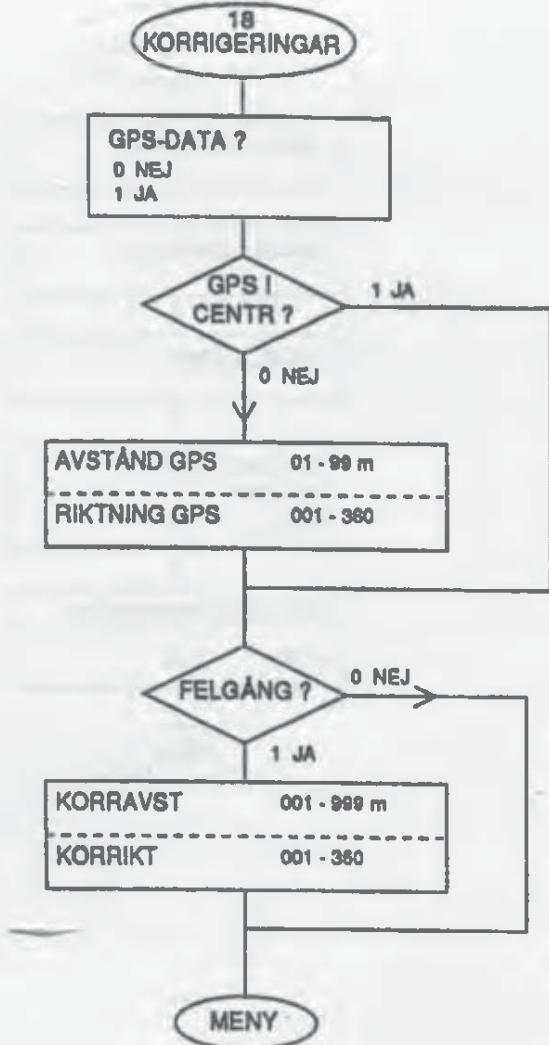 18
KORRIGERINGAR
GPS-DATA ?
0 NEJ
1 JA
GPS I
CENTR ?
1 JA
0 NEJ
AVSTÅND GPS 01 - 99 m
RIKTNING GPS 001 - 360
FELGÅNG ?
0 NEJ
1 JA
KORRAVST 001 - 999 m
KORRIKT 001 - 360
MENY